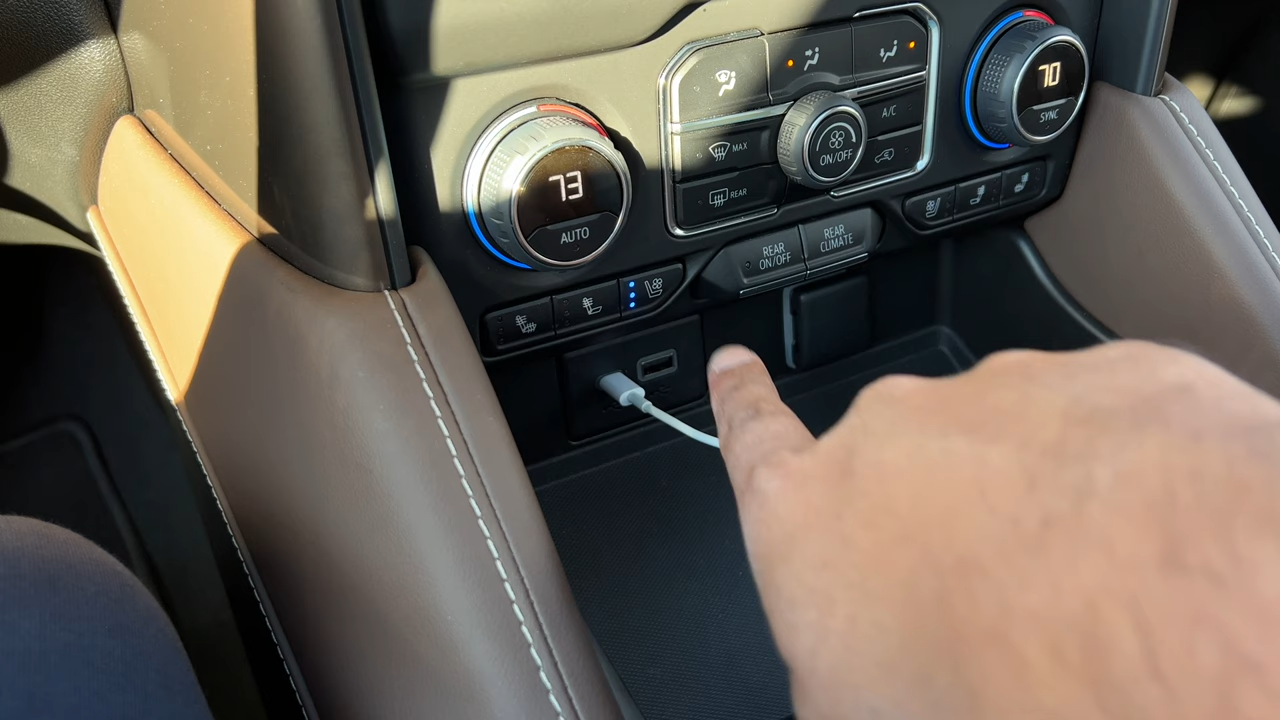 73
AUTO
MAX
REAR
ON/OFF
A/C
70
SYNC
REAR
ON/OFF
REAR
CLIMATE